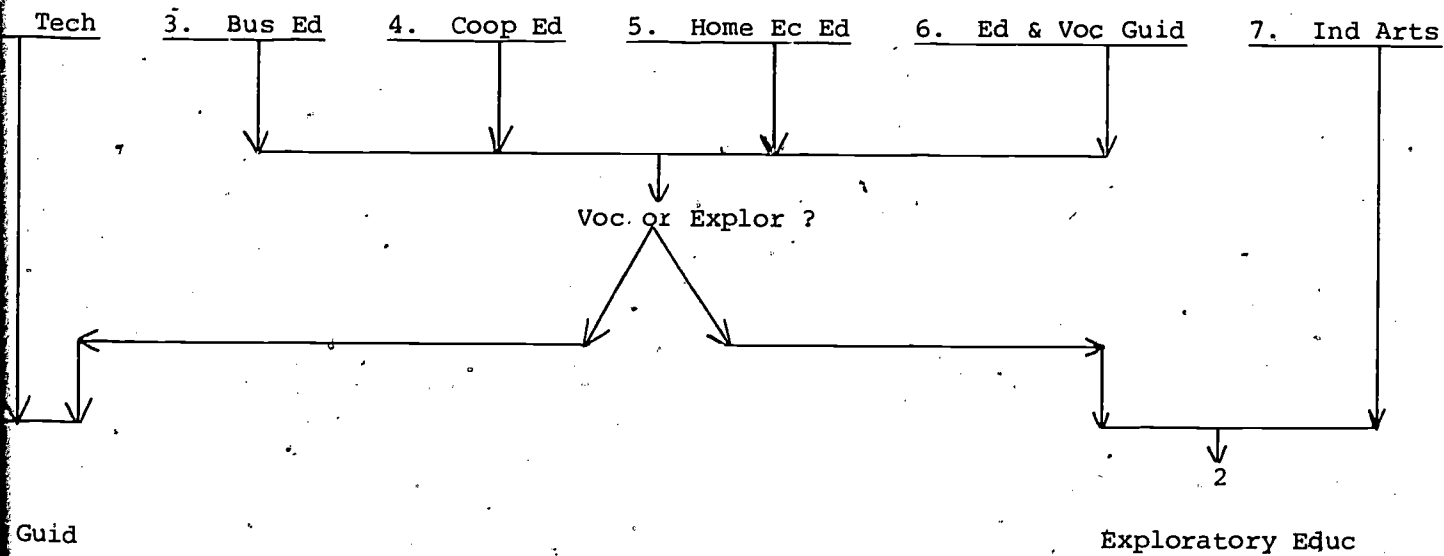 Tech 3. Bus Ed 4. Coop Ed 5. Home Ec Ed 6. Ed & Voc Guid 7. Ind Arts
Voc or Explor ?
2
Guid Exploratory Educ